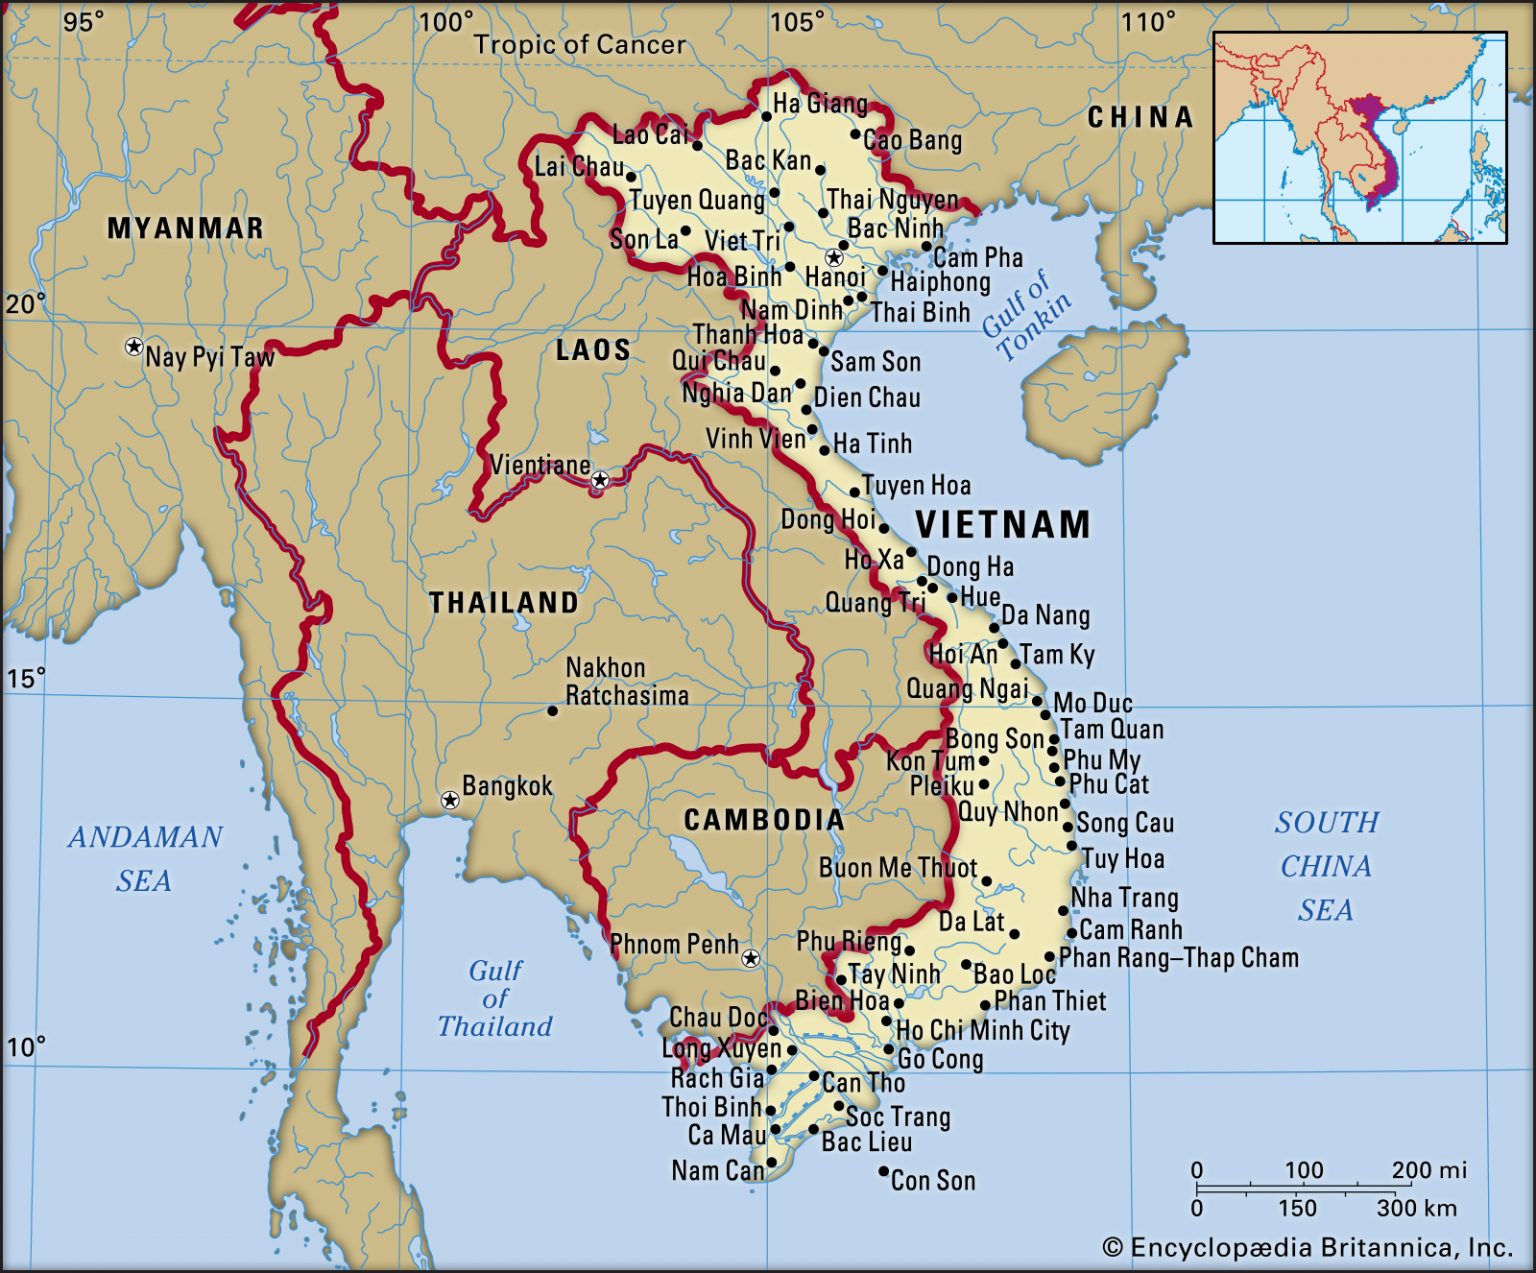 95°
100°
105°
110°
Tropic of Cancer
CHINA
Ha Giang
Lao Cai
Cao Bang
Bac Kan
Lai Chau
Tuyen Quang
Thai Nguyen
MYANMAR
Bac Ninh
Son La
Viet Tri
Cam Pha
Hoa Binh
Hanoi
Haiphong
20°
Nam Dinh
Thai Binh
Gulf of
Tonkin
Thanh Hoa
Nay Pyi Taw
LAOS
Qui Chau
Sam Son
Nghia Dan
Dien Chau
Vinh Vien
Ha Tinh
Vientiane
Tuyen Hoa
Dong Hoi
VIETNAM
Ho Xa
Dong Ha
THAILAND
Quang Tri
Hue
Da Nang
Hoi An
Tam Ky
Nakhon
Ratchasima
15°
Quang Ngai
Mo Duc
Tam Quan
Bong Son
Kon Tum
Phu My
Bangkok
Pleiku
Phu Cat
CAMBODIA
Quy Nhon
Song Cau
ANDAMAN
SEA
SOUTH
CHINA
SEA
Tuy Hoa
Buon Me Thuot
Nha Trang
Da Lat
Cam Ranh
Phnom Penh
Phu Rieng
Phan Rang–Thap Cham
Gulf
of
Thailand
Tay Ninh
Bao Loc
Bien Hoa
Phan Thiet
Chau Doc
Ho Chi Minh City
10°
Long Xuyen
Go Cong
Rach Gia
Can Tho
Thoi Binh
Soc Trang
Ca Mau
Bac Lieu
Nam Can
Con Son
0 100 200 mi
0 150 300 km
© Encyclopædia Britannica, Inc.